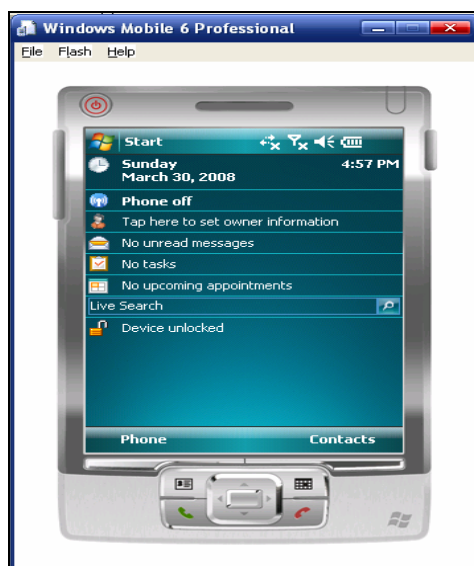 Windows Mobile 6 Professional
File Flash Help
Start
Sunday 4:57 PM
March 30, 2008
Phone off
Tap here to set owner information
No unread messages
No tasks
No upcoming appointments
Live Search
Device unlocked
Phone Contacts